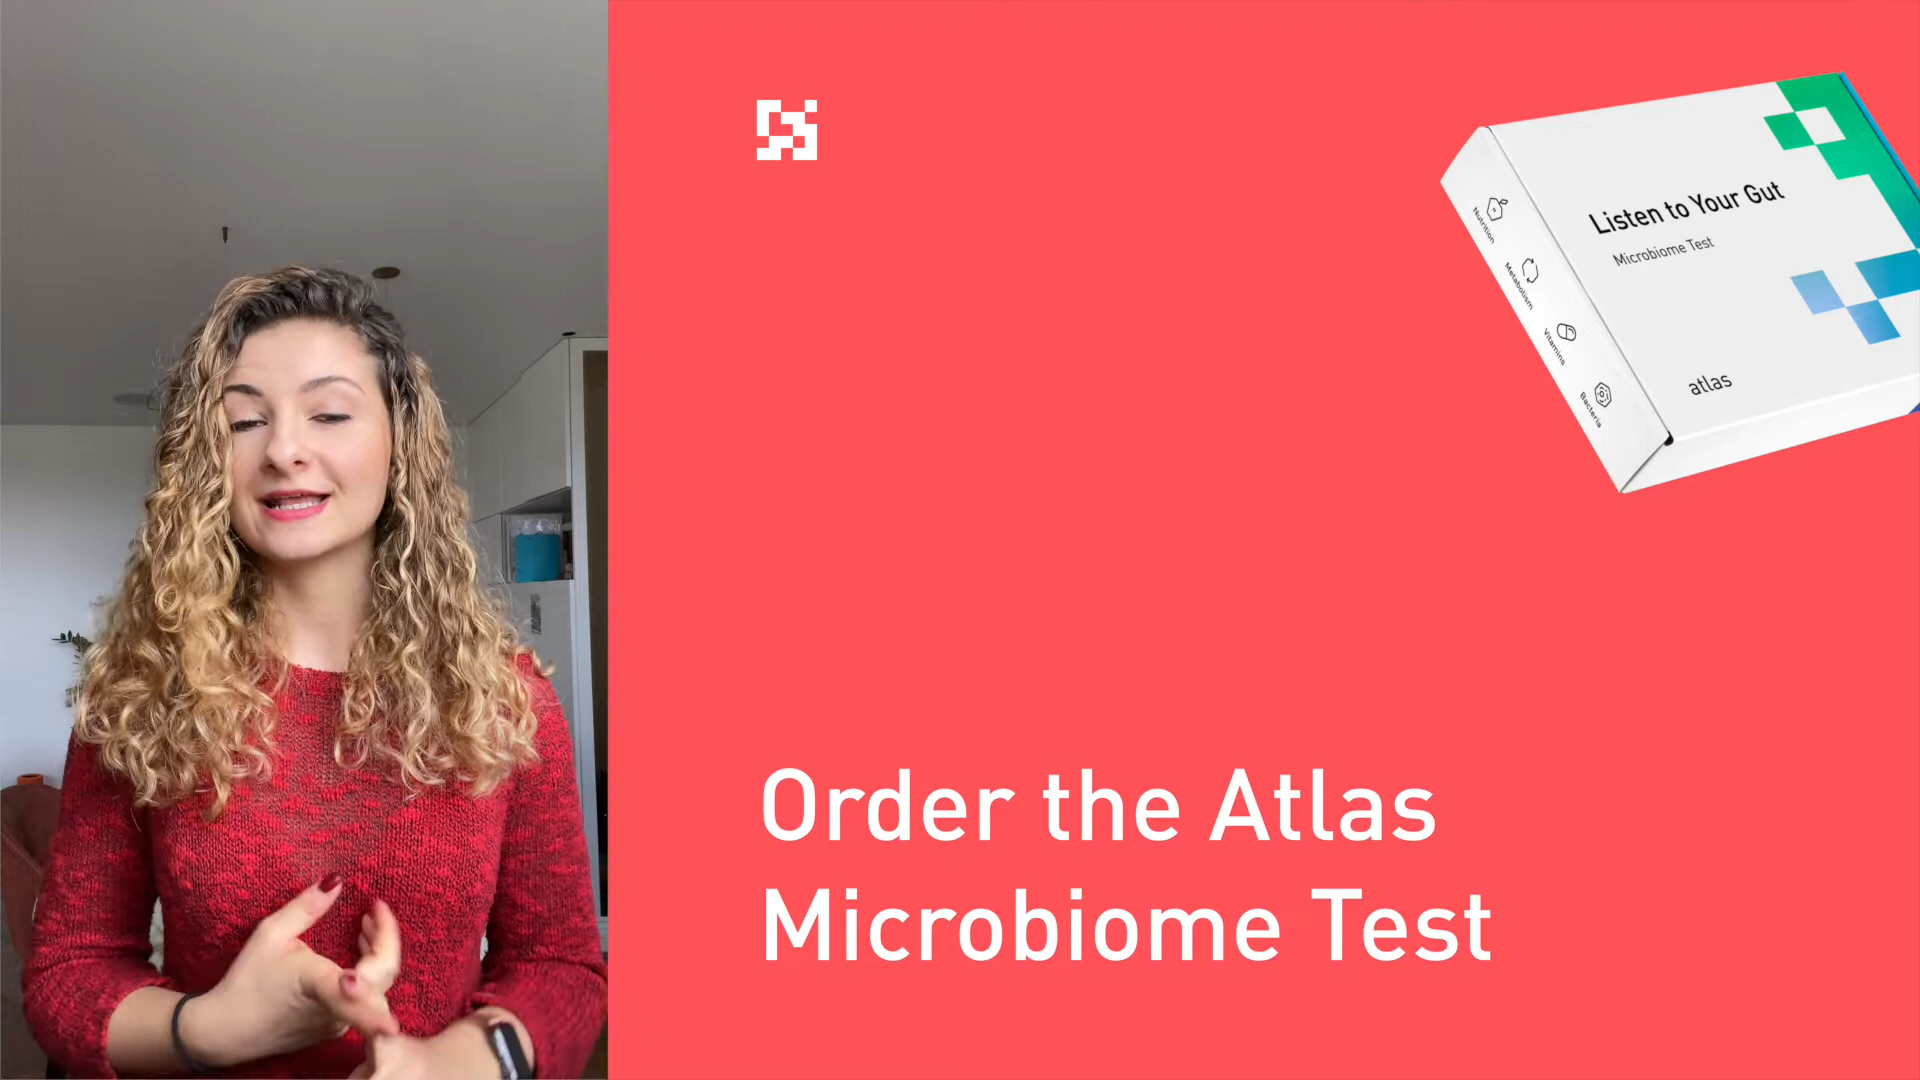 Listen to Your Gut
Microbiome Test
Nutrition
Metabolism
Vitamins
Bacteria
atlas
Order the Atlas
Microbiome Test